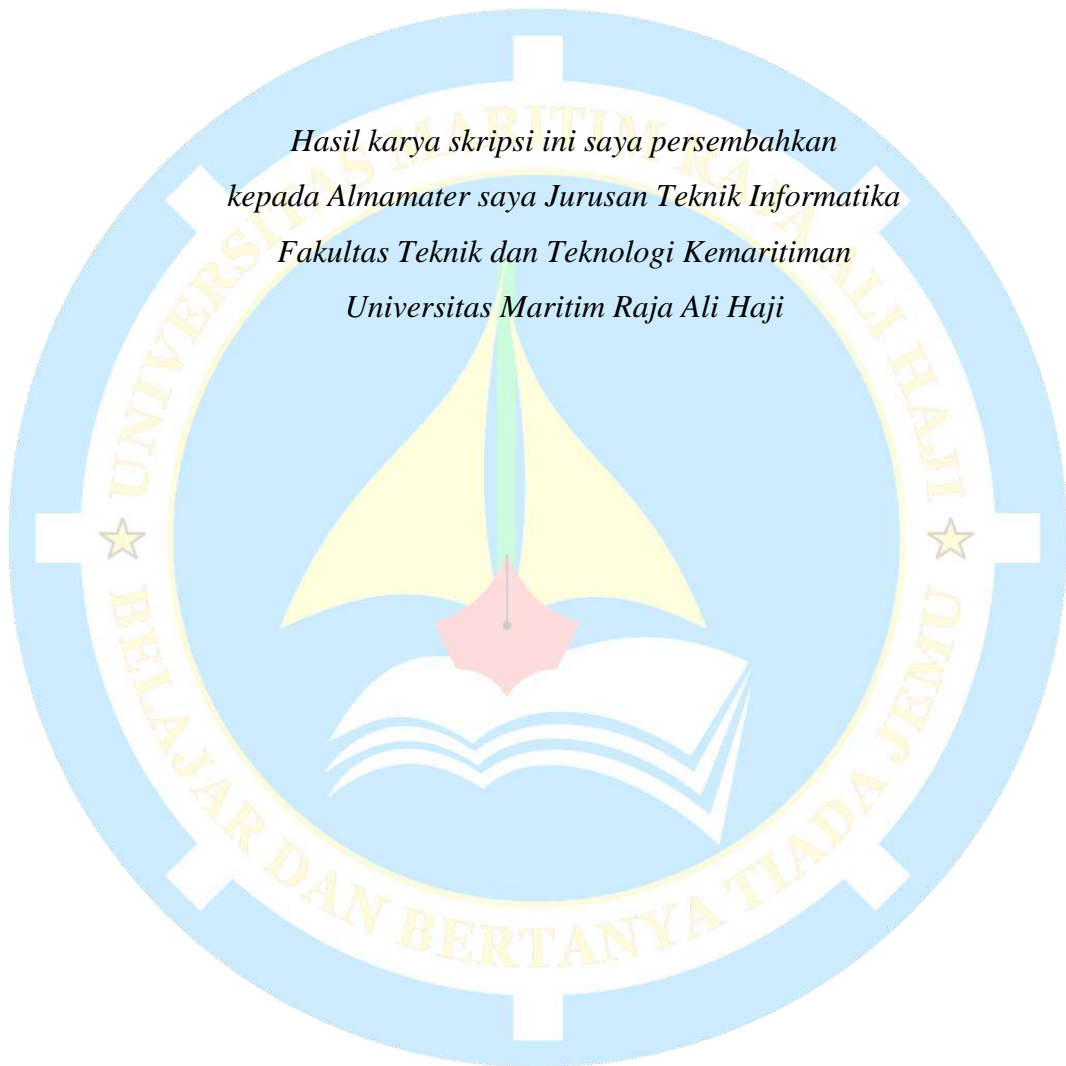 Hasil karya skripsi ini saya persembahkan
kepada Almamater saya Jurusan Teknik Informatika
Fakultas Teknik dan Teknologi Kemaritiman
Universitas Maritim Raja Ali Haji
UNIVERSITAS MARITIM RAJA ALI HAJI
BELAJAR DAN BERTANYA TIADA JEMU